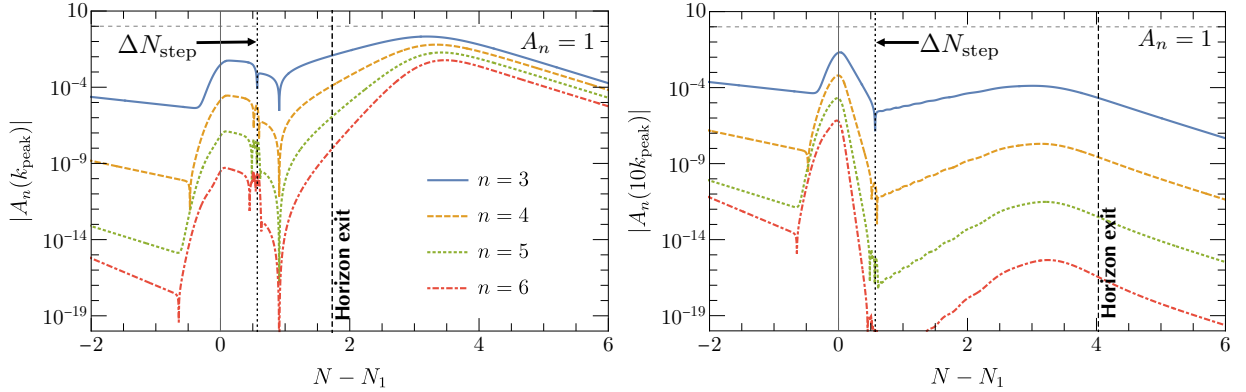 ΔN_step
A_n = 1
10^−4
10^−9
10^−14
10^−19
|A_n(k_peak)|
n = 3
n = 4
n = 5
n = 6
Horizon exit
−2 0 2 4 6
N − N_1
ΔN_step
A_n = 1
10^−4
10^−9
10^−14
10^−19
|A_n(10k_peak)|
Horizon exit
−2 0 2 4 6
N − N_1